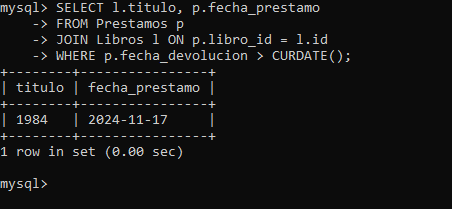 mysql> SELECT l.titulo, p.fecha_prestamo
    -> FROM Prestamos p
    -> JOIN Libros l ON p.libro_id = l.id
    -> WHERE p.fecha_devolucion > CURDATE();
+--------+----------------+
| titulo | fecha_prestamo |
+--------+----------------+
| 1984   | 2024-11-17     |
+--------+----------------+
1 row in set (0.00 sec)
mysql>